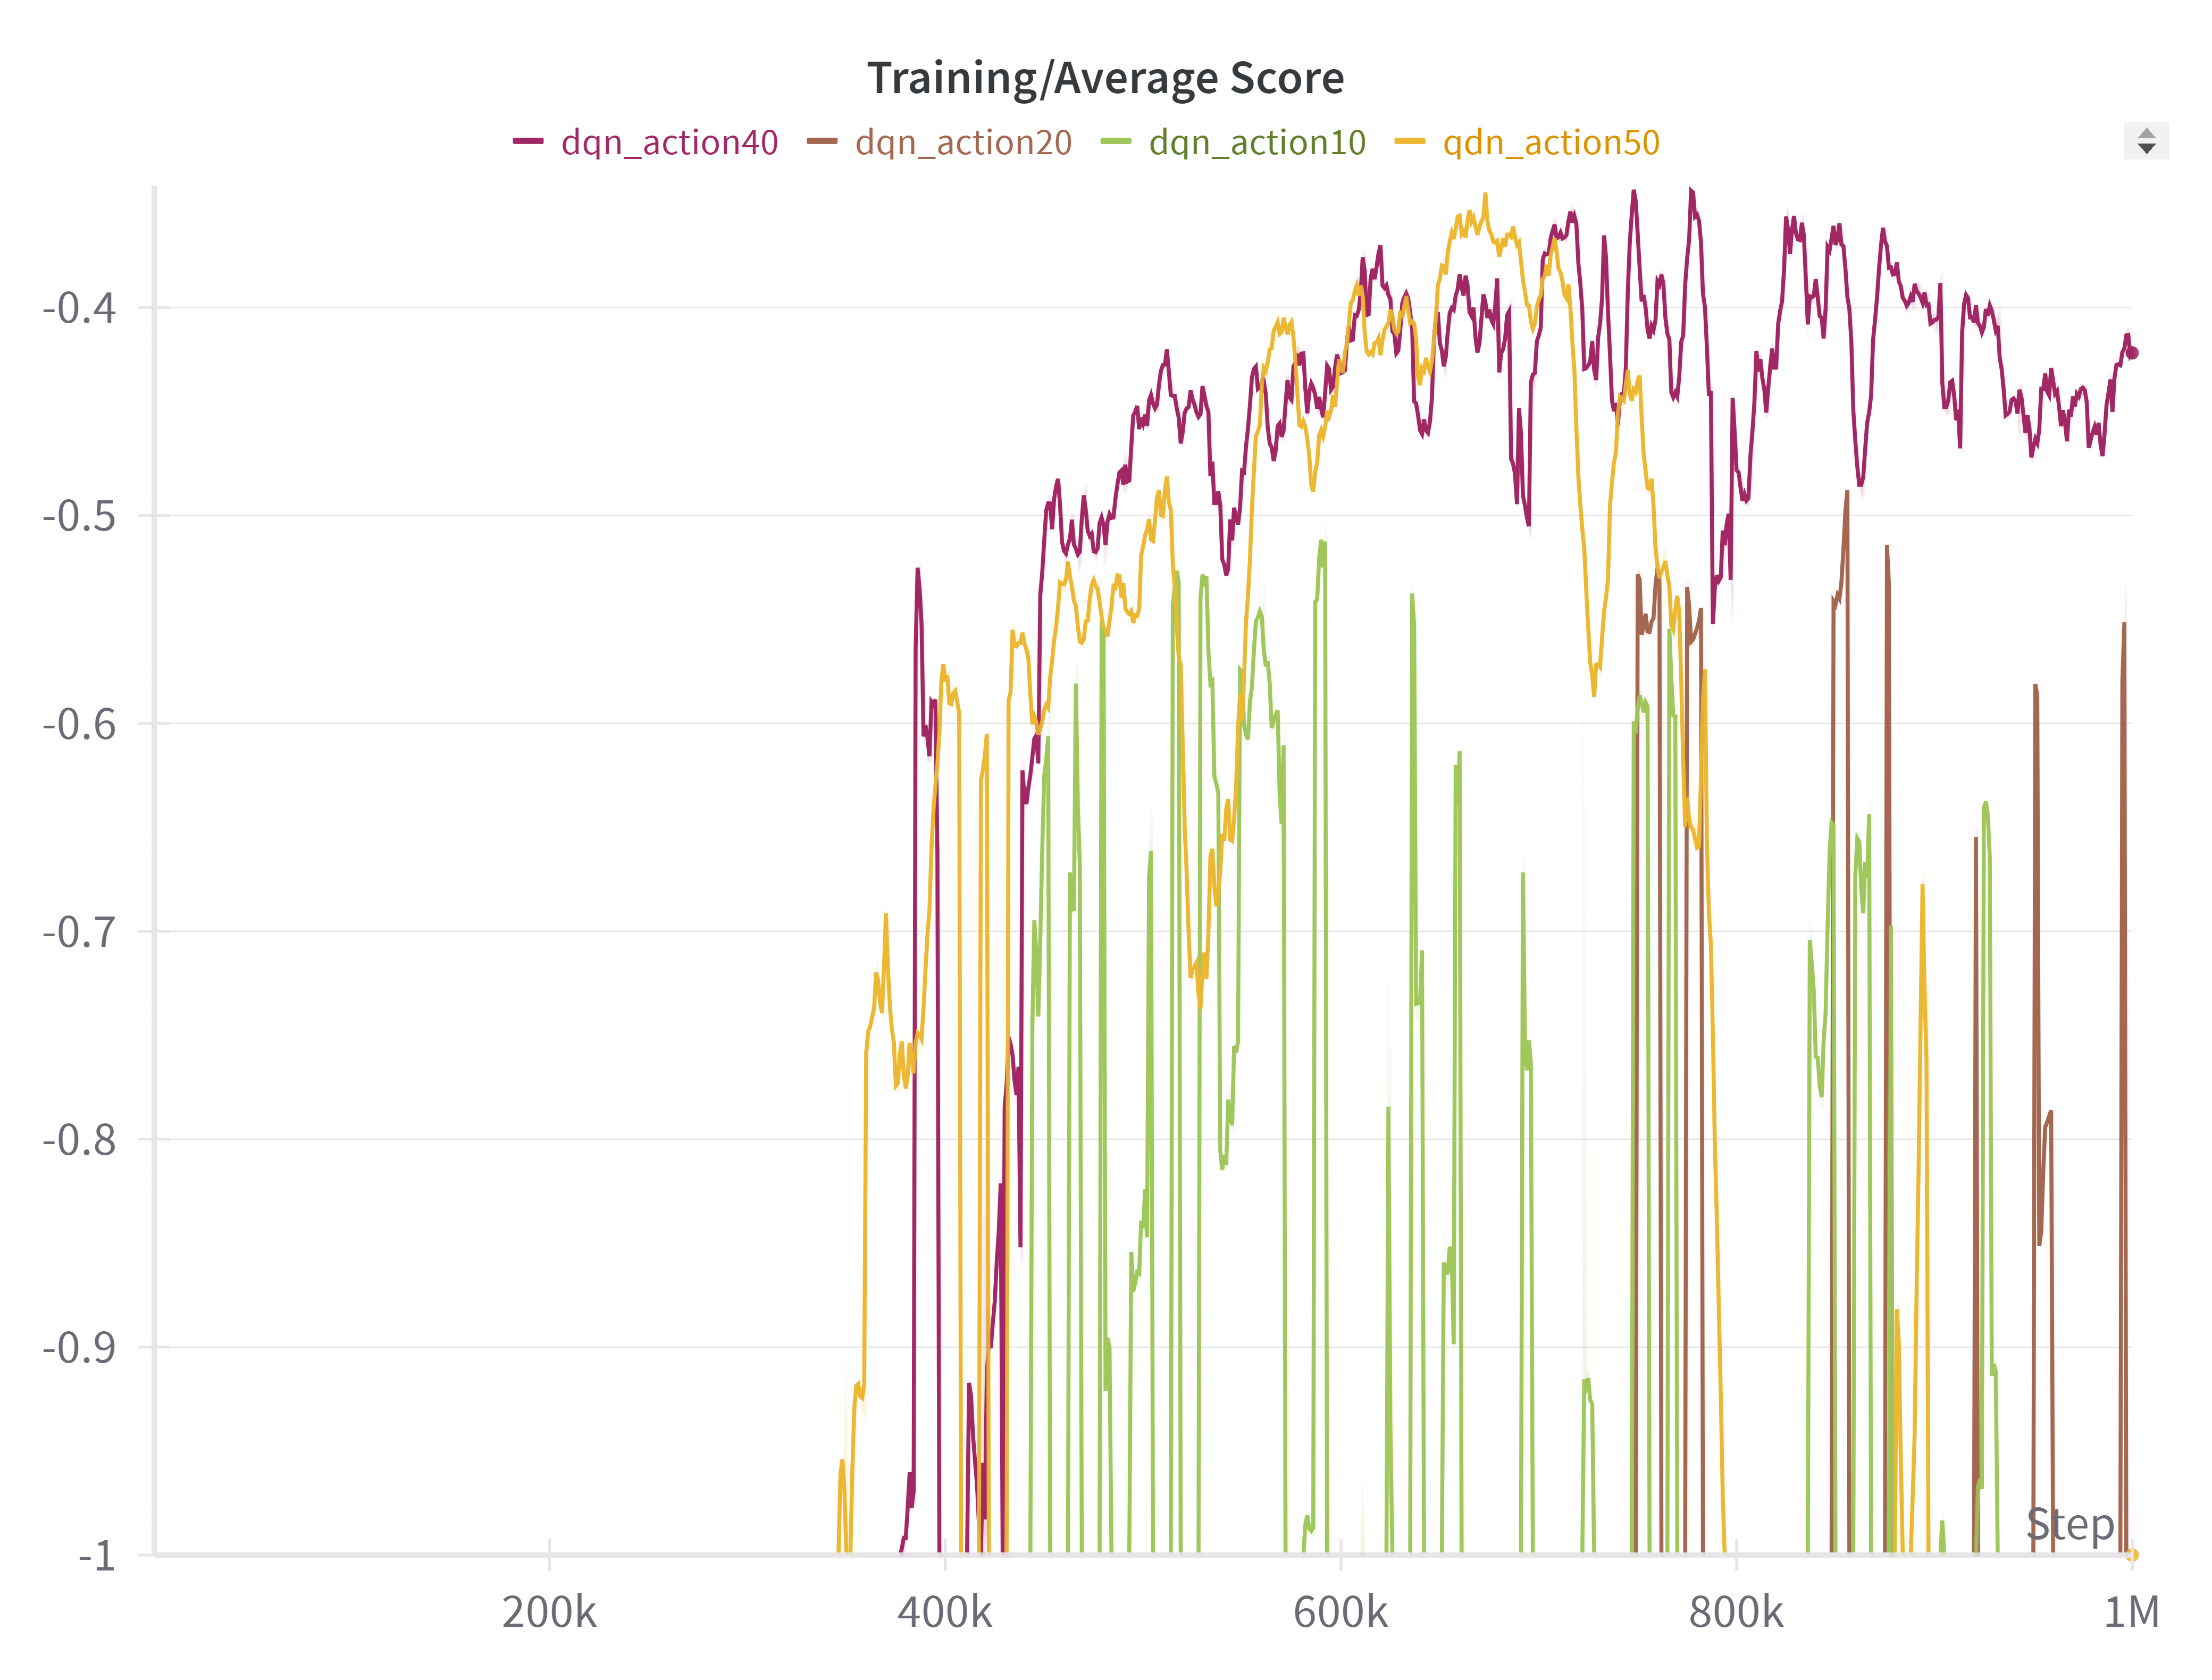 Training/Average Score
dqn_action40 dqn_action20 dqn_action10 qdn_action50
-0.4
-0.5
-0.6
-0.7
-0.8
-0.9
-1
Step
200k 400k 600k 800k 1M